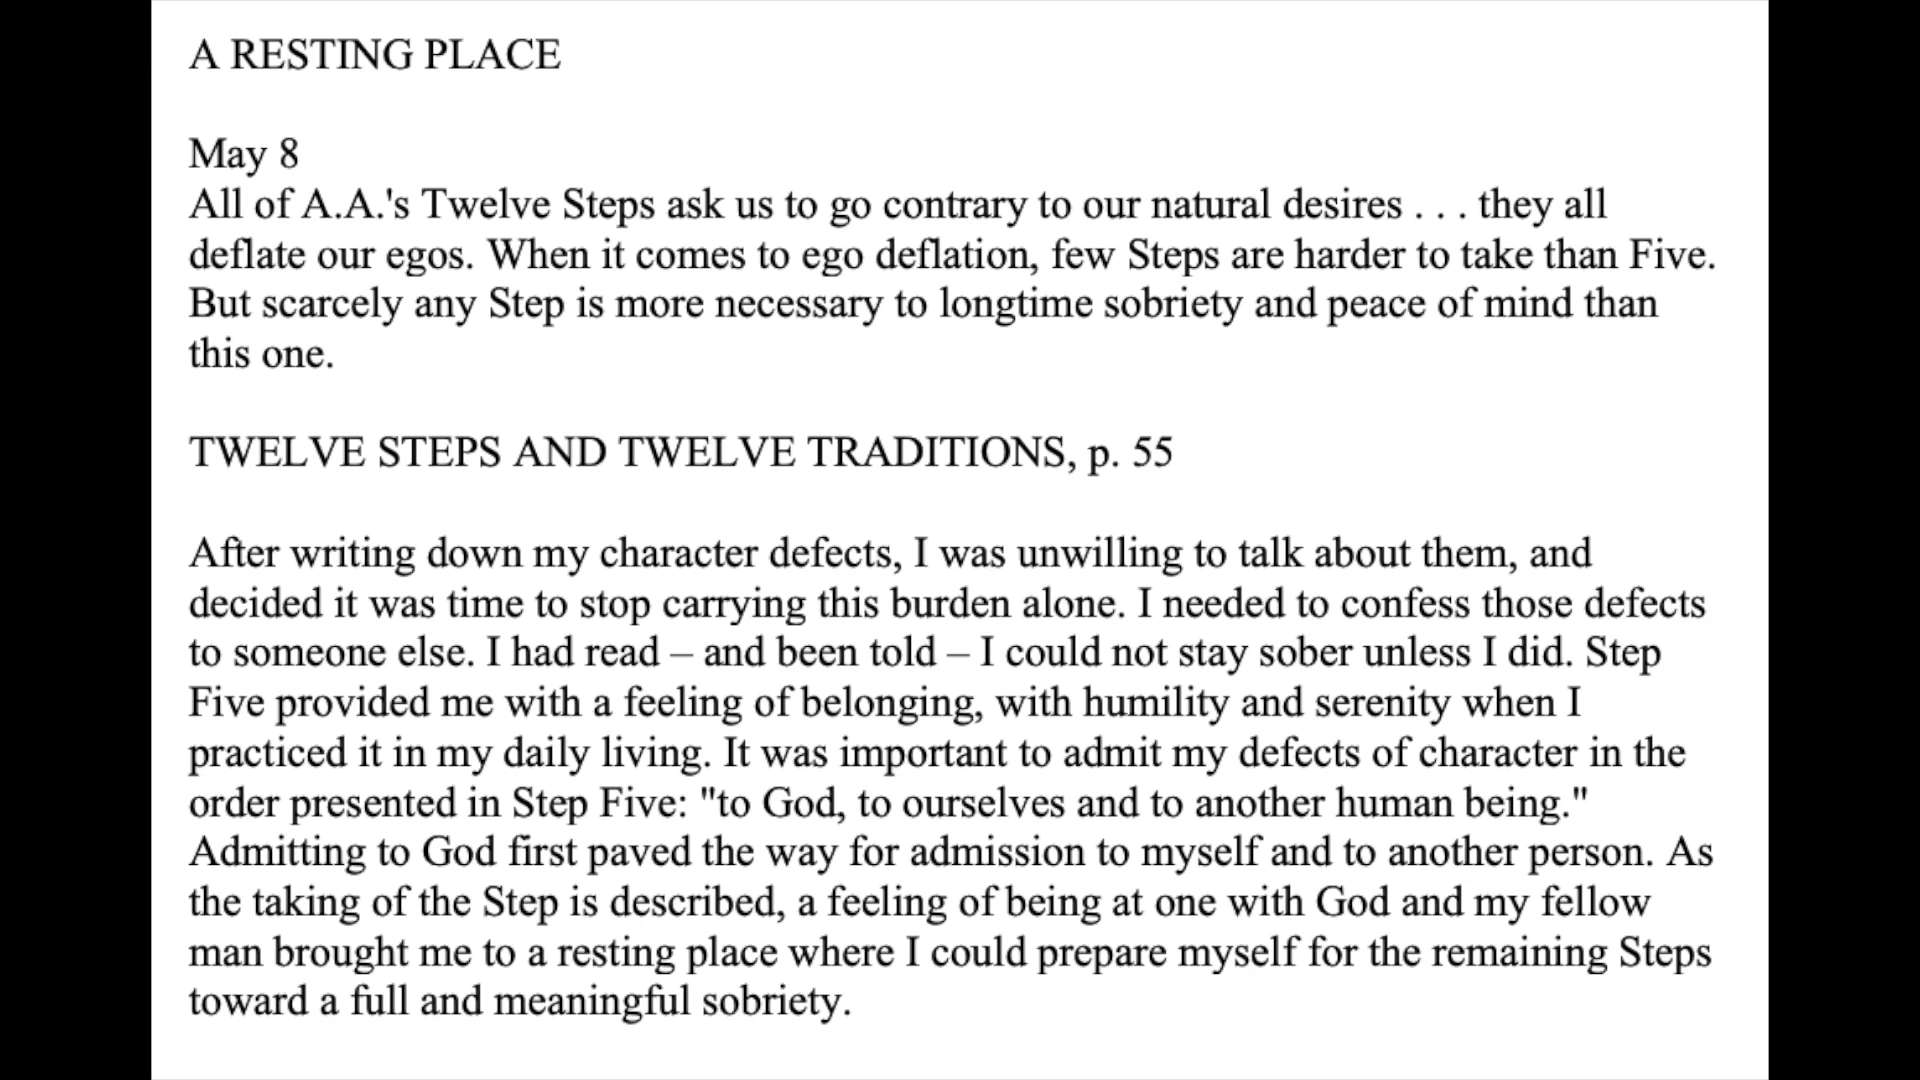 A RESTING PLACE
May 8
All of A.A.'s Twelve Steps ask us to go contrary to our natural desires . . . they all
deflate our egos. When it comes to ego deflation, few Steps are harder to take than Five.
But scarcely any Step is more necessary to longtime sobriety and peace of mind than
this one.
TWELVE STEPS AND TWELVE TRADITIONS, p. 55
After writing down my character defects, I was unwilling to talk about them, and
decided it was time to stop carrying this burden alone. I needed to confess those defects
to someone else. I had read – and been told – I could not stay sober unless I did. Step
Five provided me with a feeling of belonging, with humility and serenity when I
practiced it in my daily living. It was important to admit my defects of character in the
order presented in Step Five: "to God, to ourselves and to another human being."
Admitting to God first paved the way for admission to myself and to another person. As
the taking of the Step is described, a feeling of being at one with God and my fellow
man brought me to a resting place where I could prepare myself for the remaining Steps
toward a full and meaningful sobriety.